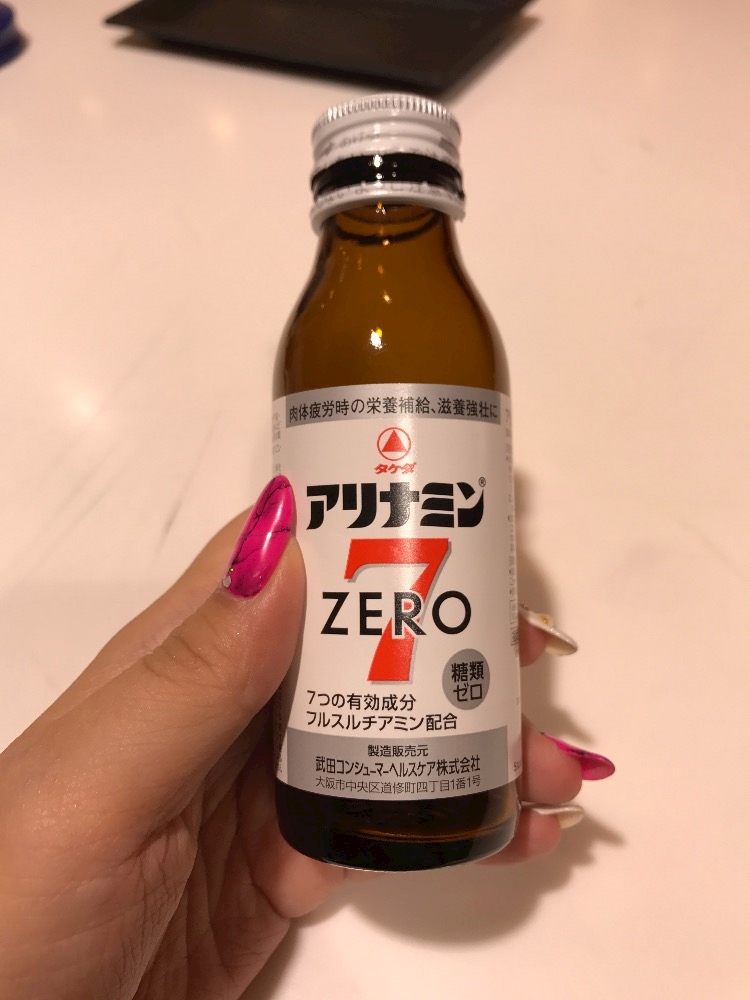 肉体疲労時の栄養補給、滋養強壮に
タケダ
アリナミン®
7
ZERO
糖類
ゼロ
7つの有効成分
フルスルチアミン配合
製造販売元
武田コンシューマーヘルスケア株式会社
大阪市中央区道修町四丁目1番1号